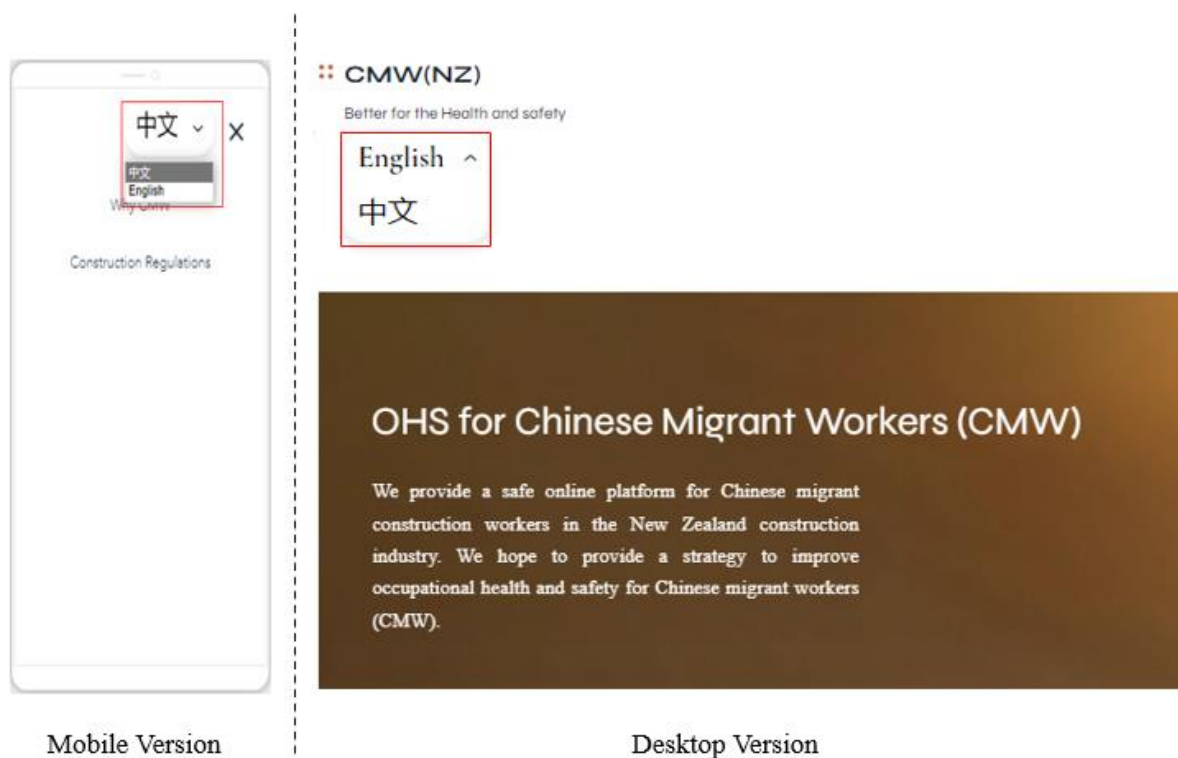 中文
X
中文
English
Why CMW
Construction Regulations
Mobile Version
CMW(NZ)
Better for the Health and safety
English
中文
OHS for Chinese Migrant Workers (CMW)
We provide a safe online platform for Chinese migrant
construction workers in the New Zealand construction
industry. We hope to provide a strategy to improve
occupational health and safety for Chinese migrant workers
(CMW).
Desktop Version